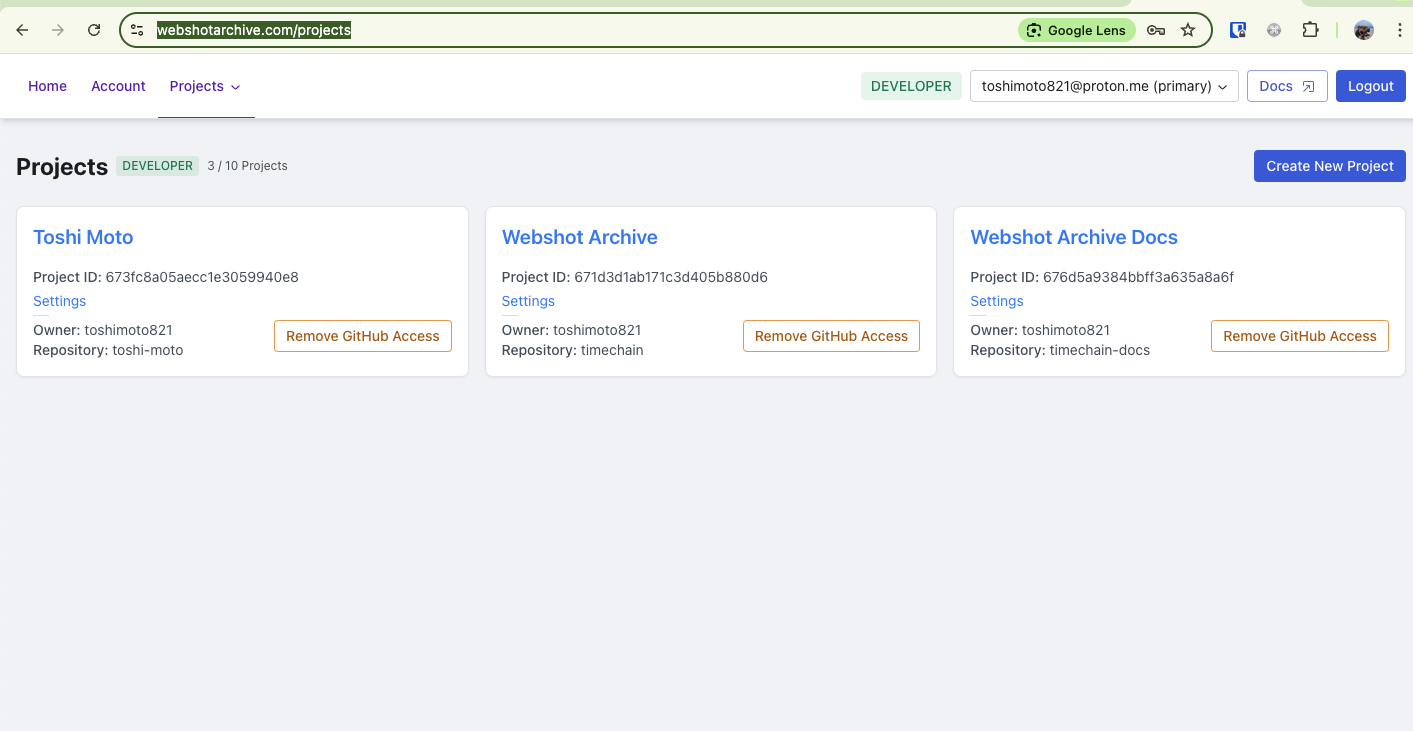 webshotarchive.com/projects
Google Lens
Home Account Projects
DEVELOPER toshimoto821@proton.me (primary) Docs Logout
Projects DEVELOPER 3 / 10 Projects
Create New Project
Toshi Moto
Project ID: 673fc8a05aecc1e3059940e8
Settings
Owner: toshimoto821
Repository: toshi-moto
Remove GitHub Access
Webshot Archive
Project ID: 671d3d1ab171c3d405b880d6
Settings
Owner: toshimoto821
Repository: timechain
Remove GitHub Access
Webshot Archive Docs
Project ID: 676d5a9384bbff3a635a8a6f
Settings
Owner: toshimoto821
Repository: timechain-docs
Remove GitHub Access